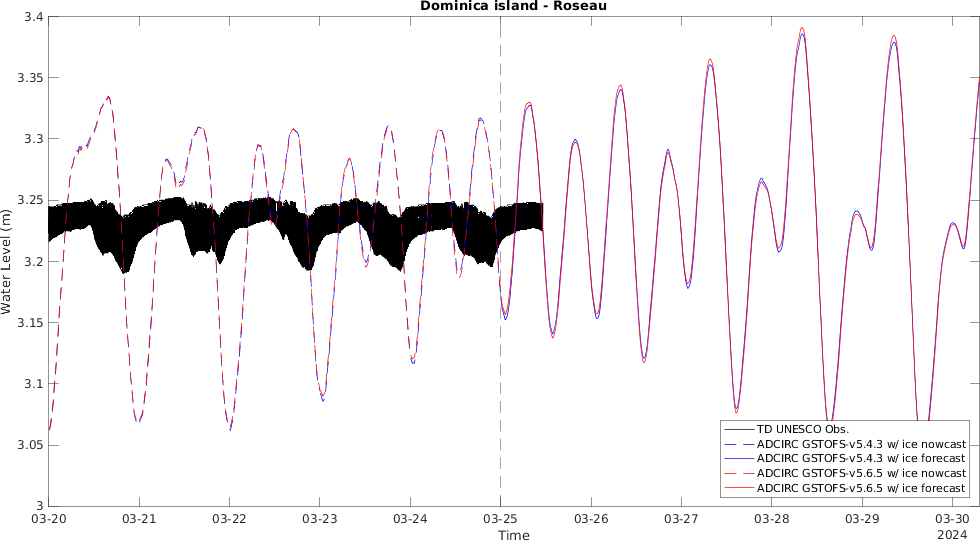 Dominica island - Roseau
3.4
3.35
3.3
3.25
3.2
3.15
3.1
3.05
3
Water Level (m)
TD UNESCO Obs.
ADCIRC GSTOFS-v5.4.3 w/ ice nowcast
ADCIRC GSTOFS-v5.4.3 w/ ice forecast
ADCIRC GSTOFS-v5.6.5 w/ ice nowcast
ADCIRC GSTOFS-v5.6.5 w/ ice forecast
03-20 03-21 03-22 03-23 03-24 03-25 03-26 03-27 03-28 03-29 03-30
Time 2024